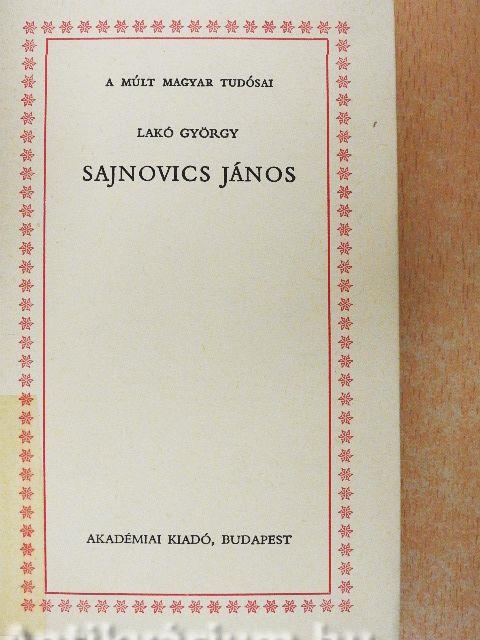 A MÚLT MAGYAR TUDÓSAI
LAKÓ GYÖRGY
SAJNOVICS JÁNOS
AKADÉMIAI KIADÓ, BUDAPEST